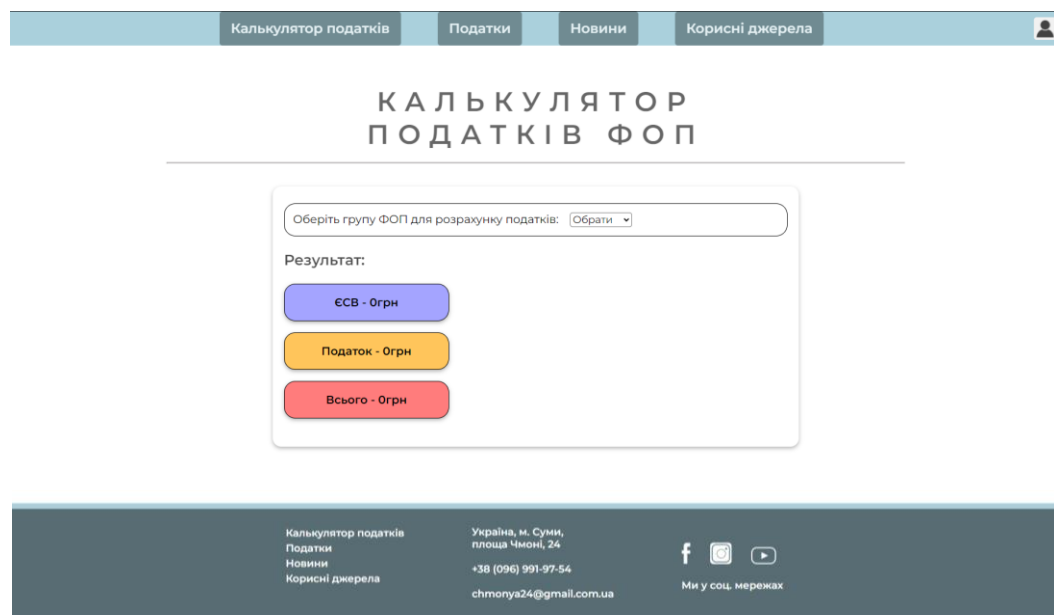 Калькулятор податків
Податки
Новини
Корисні джерела
КАЛЬКУЛЯТОР
ПОДАТКІВ ФОП
Оберіть групу ФОП для розрахунку податків: Обрати
Результат:
ЄСВ - 0грн
Податок - 0грн
Всього - 0грн
Калькулятор податків
Податки
Новини
Корисні джерела
Україна, м. Суми,
площа Чмоні, 24
+38 (096) 991-97-54
chmonya24@gmail.com.ua
Ми у соц. мережах